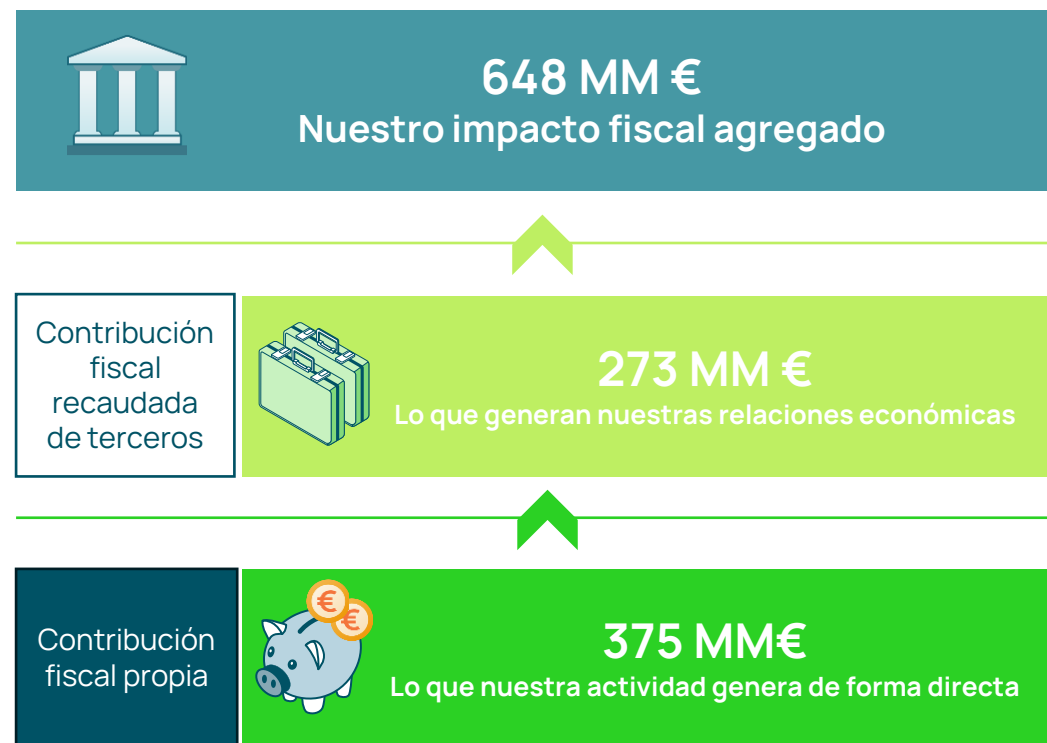 648 MM €
Nuestro impacto fiscal agregado
Contribución
fiscal
recaudada
de terceros
273 MM €
Lo que generan nuestras relaciones económicas
Contribución
fiscal propia
€
€
375 MM€
Lo que nuestra actividad genera de forma directa